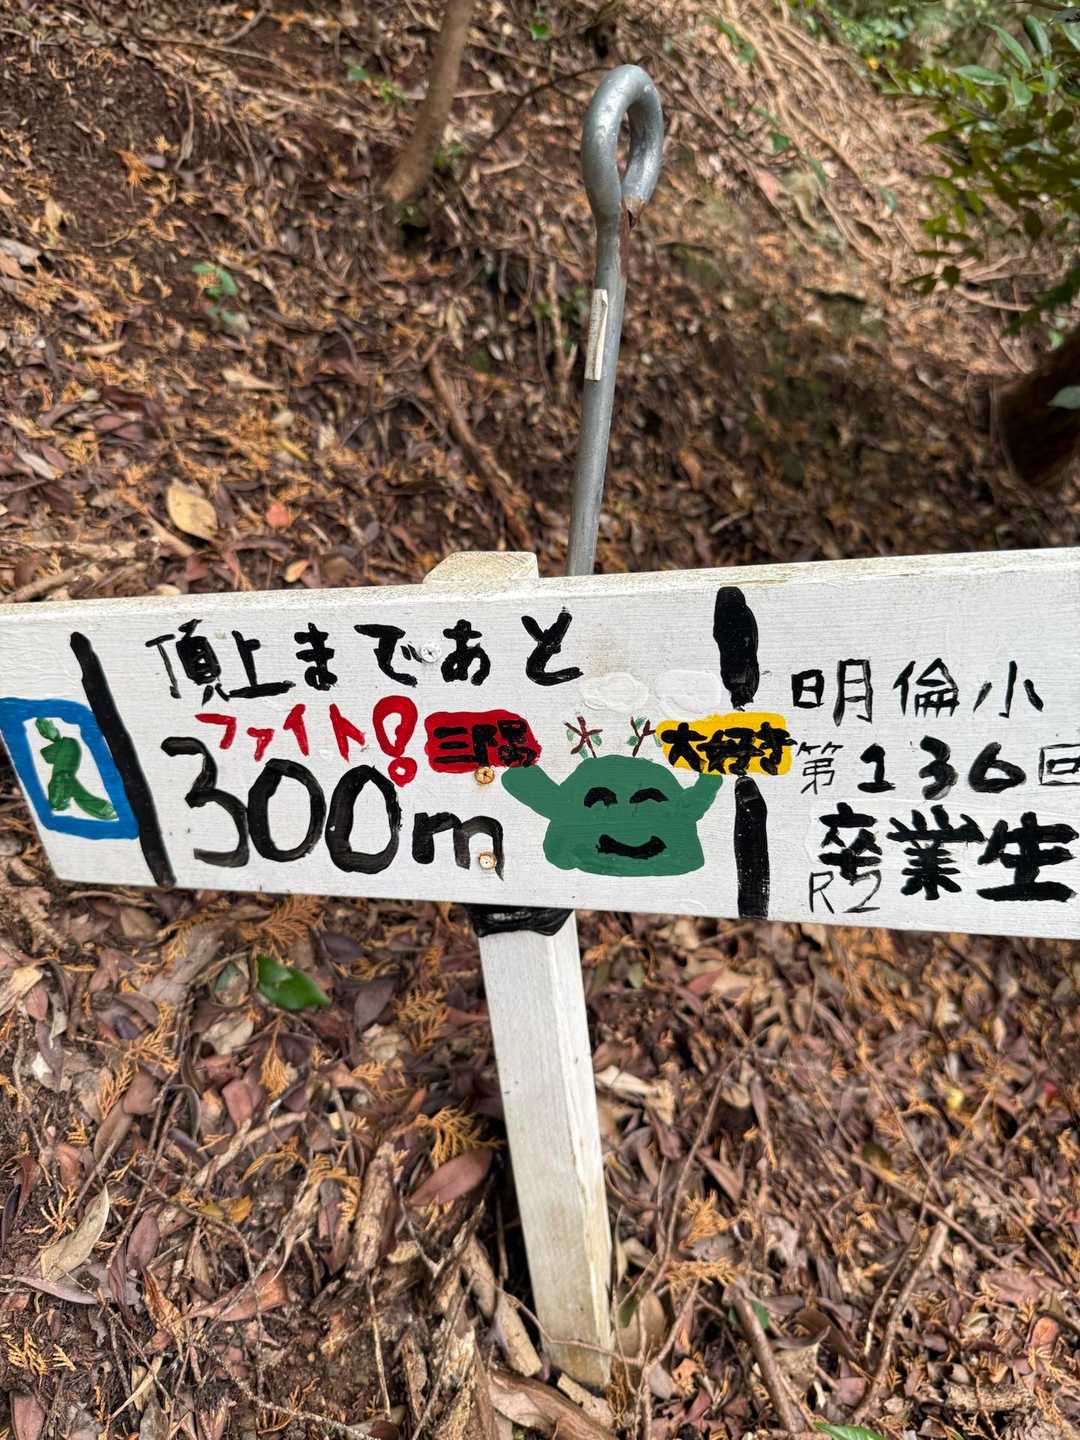 頂上まであと
ファイト!
300m
三隅
大好き
明倫小
第136回
卒業生
R2